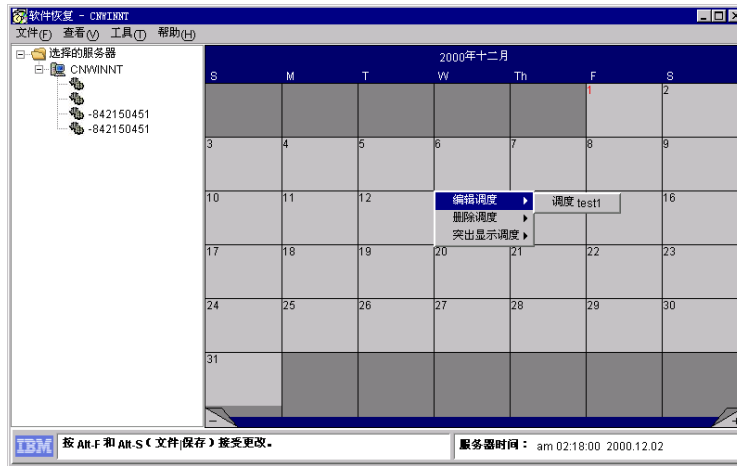 软件恢复 - CNWINNT
文件(F) 查看(V) 工具(T) 帮助(H)
选择的服务器
CNWINNT
-842150451
-842150451
2000年十二月
S M T W Th F S
1 2
3 4 5 6 7 8 9
10 11 12 16
编辑调度 调度 test1
删除调度
突出显示调度
17 18 19 20 21 22 23
24 25 26 27 28 29 30
31
IBM 按 Alt-F 和 Alt-S（文件|保存）接受更改。 服务器时间： am 02:18:00 2000.12.02